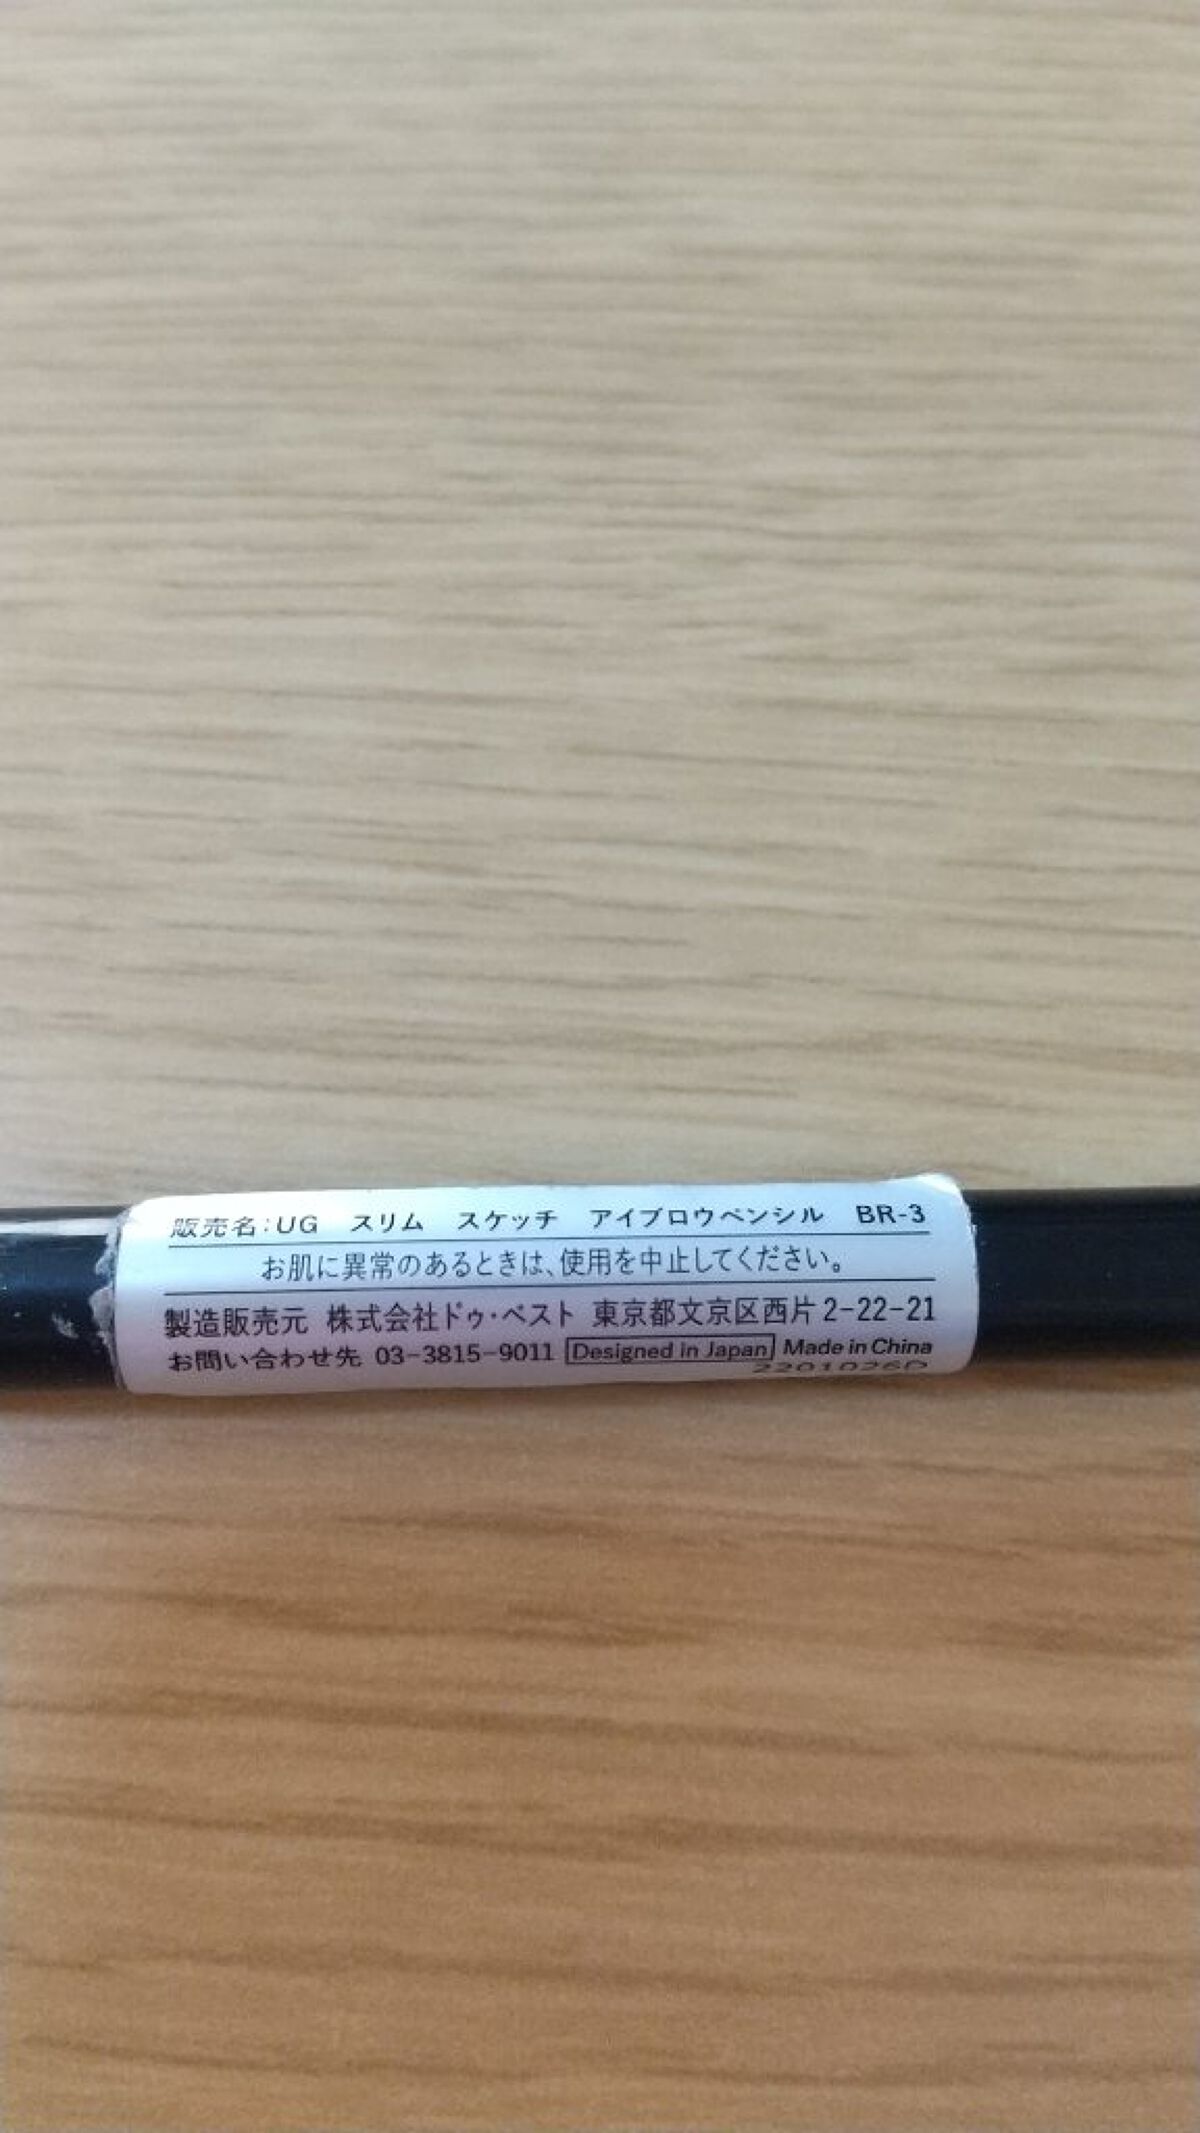 販売名:UG スリム スケッチ アイブロウペンシル BR-3
お肌に異常のあるときは、使用を中止してください。
製造販売元 株式会社ドゥ・ベスト 東京都文京区西片2-22-21
お問い合わせ先 03-3815-9011 Designed in Japan Made in China
2201026D